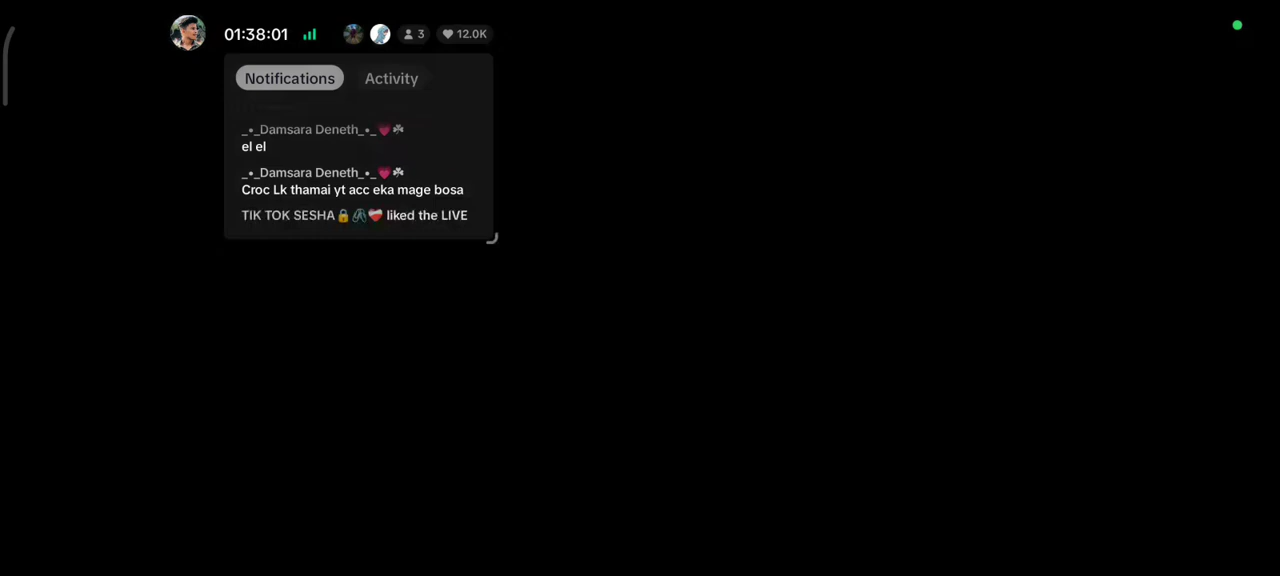 01:38:01 3 12.0K
Notifications Activity
_•_Damsara Deneth_•_💗☘
el el
_•_Damsara Deneth_•_💗☘
Croc Lk thamai yt acc eka mage bosa
TIK TOK SESHA🔒🖇️❤️‍🩹 liked the LIVE